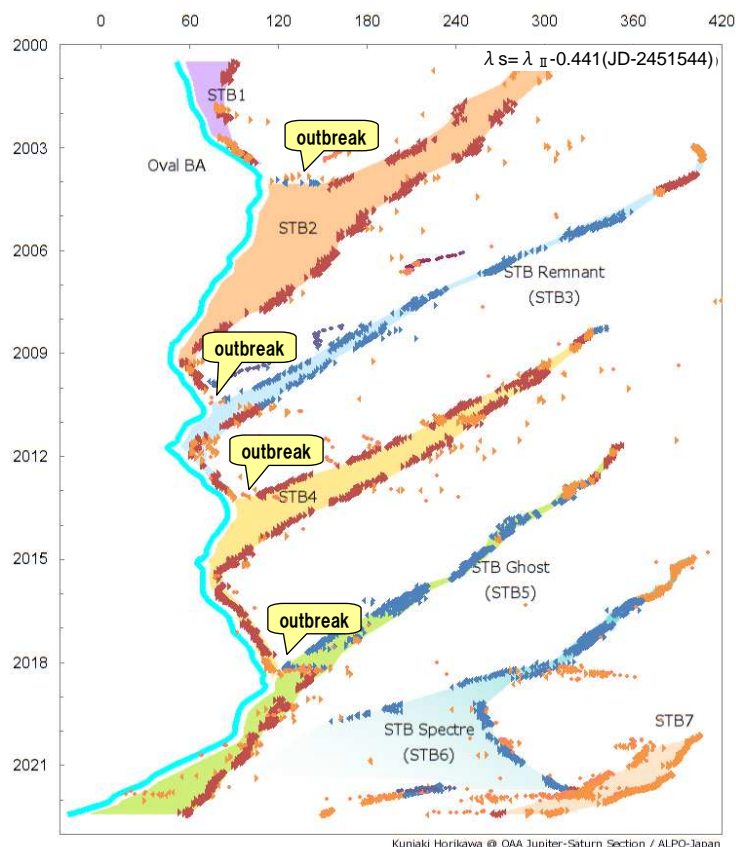 0 60 120 180 240 300 360 420
2000
λs=λⅡ-0.441(JD-2451544)
STB1
outbreak
2003
Oval BA
STB2
2006
STB Remnant
(STB3)
outbreak
2009
outbreak
2012
STB4
2015
STB Ghost
(STB5)
outbreak
2018
STB7
STB Spectre
(STB6)
2021
Kuniaki Horikawa @ OAA Jupiter-Saturn Section / ALPO-Japan